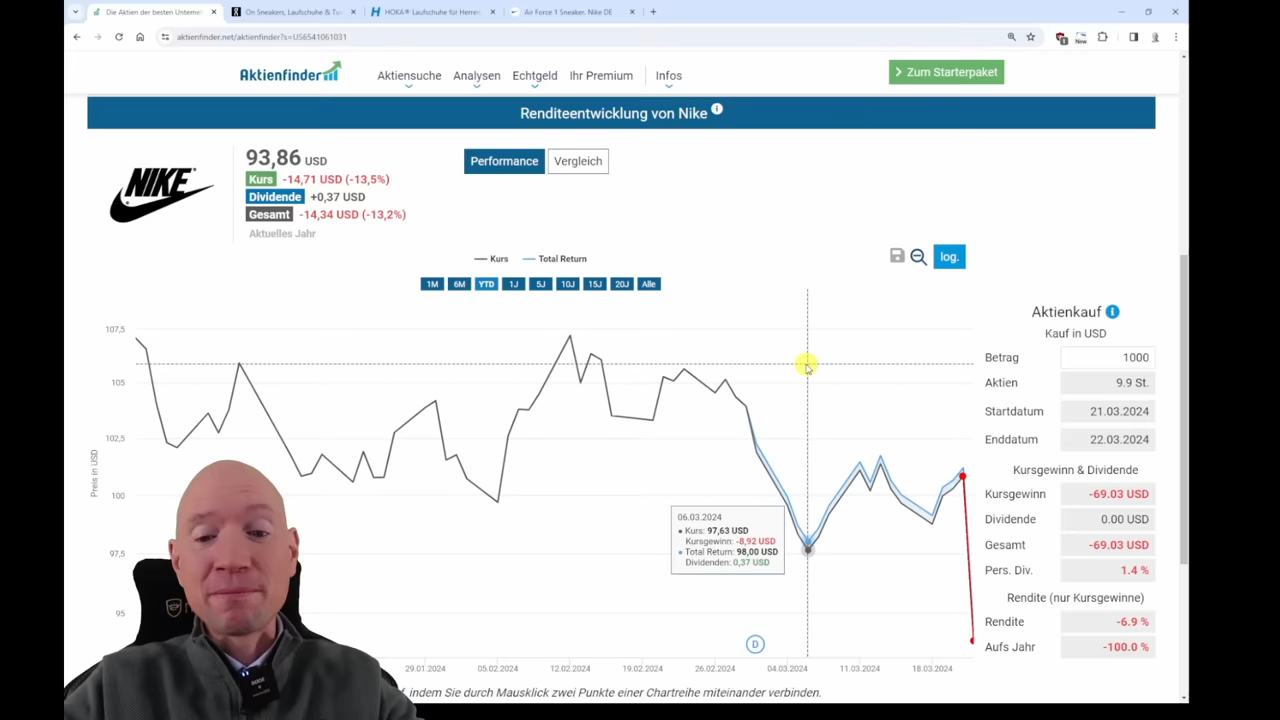 Die Aktien der besten Unterneh
On Sneakers, Laufschuhe & Tu
HOKA® Laufschuhe für Herren
Air Force 1 Sneaker. Nike DE
aktienfinder.net/aktienfinder?s=US6541061031
New
Aktienfinder
Aktiensuche
Analysen
Echtgeld
Ihr Premium
Infos
Zum Starterpaket
Renditeentwicklung von Nike
NIKE
93,86 USD
Kurs -14,71 USD (-13,5%)
Dividende +0,37 USD
Gesamt -14,34 USD (-13,2%)
Aktuelles Jahr
Performance
Vergleich
Kurs
Total Return
log.
1M
6M
YTD
1J
5J
10J
15J
20J
Alle
Preis in USD
107,5
105
102,5
100
97,5
95
06.03.2024
Kurs: 97,63 USD
Kursgewinn: -8,92 USD
Total Return: 98,00 USD
Dividenden: 0,37 USD
D
29.01.2024
05.02.2024
12.02.2024
19.02.2024
26.02.2024
04.03.2024
11.03.2024
18.03.2024
indem Sie durch Mausklick zwei Punkte einer Chartreihe miteinander verbinden.
Aktienkauf
Kauf in USD
Betrag 1000
Aktien 9.9 St.
Startdatum 21.03.2024
Enddatum 22.03.2024
Kursgewinn & Dividende
Kursgewinn -69.03 USD
Dividende 0.00 USD
Gesamt -69.03 USD
Pers. Div. 1.4 %
Rendite (nur Kursgewinne)
Rendite -6.9 %
Aufs Jahr -100.0 %
RODE